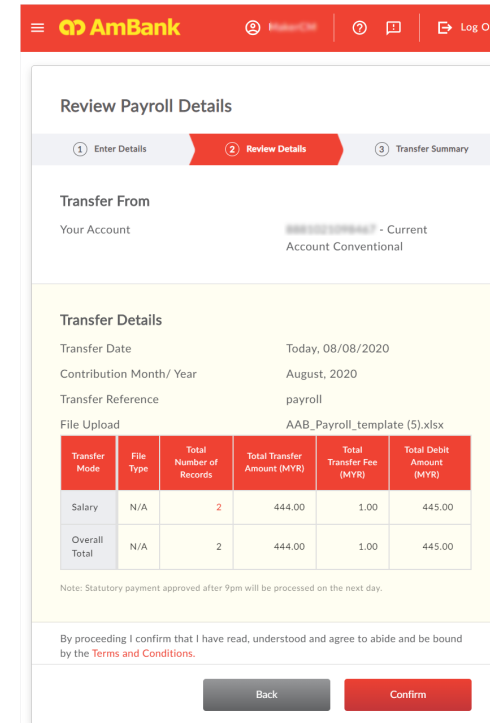 AmBank
Log O
Review Payroll Details
1 Enter Details
2 Review Details
3 Transfer Summary
Transfer From
Your Account - Current
Account Conventional
Transfer Details
Transfer Date Today, 08/08/2020
Contribution Month/ Year August, 2020
Transfer Reference payroll
File Upload AAB_Payroll_template (5).xlsx
Transfer Mode File Type Total Number of Records Total Transfer Amount (MYR) Total Transfer Fee (MYR) Total Debit Amount (MYR)
Salary N/A 2 444.00 1.00 445.00
Overall Total N/A 2 444.00 1.00 445.00
Note: Statutory payment approved after 9pm will be processed on the next day.
By proceeding I confirm that I have read, understood and agree to abide and be bound
by the Terms and Conditions.
Back Confirm